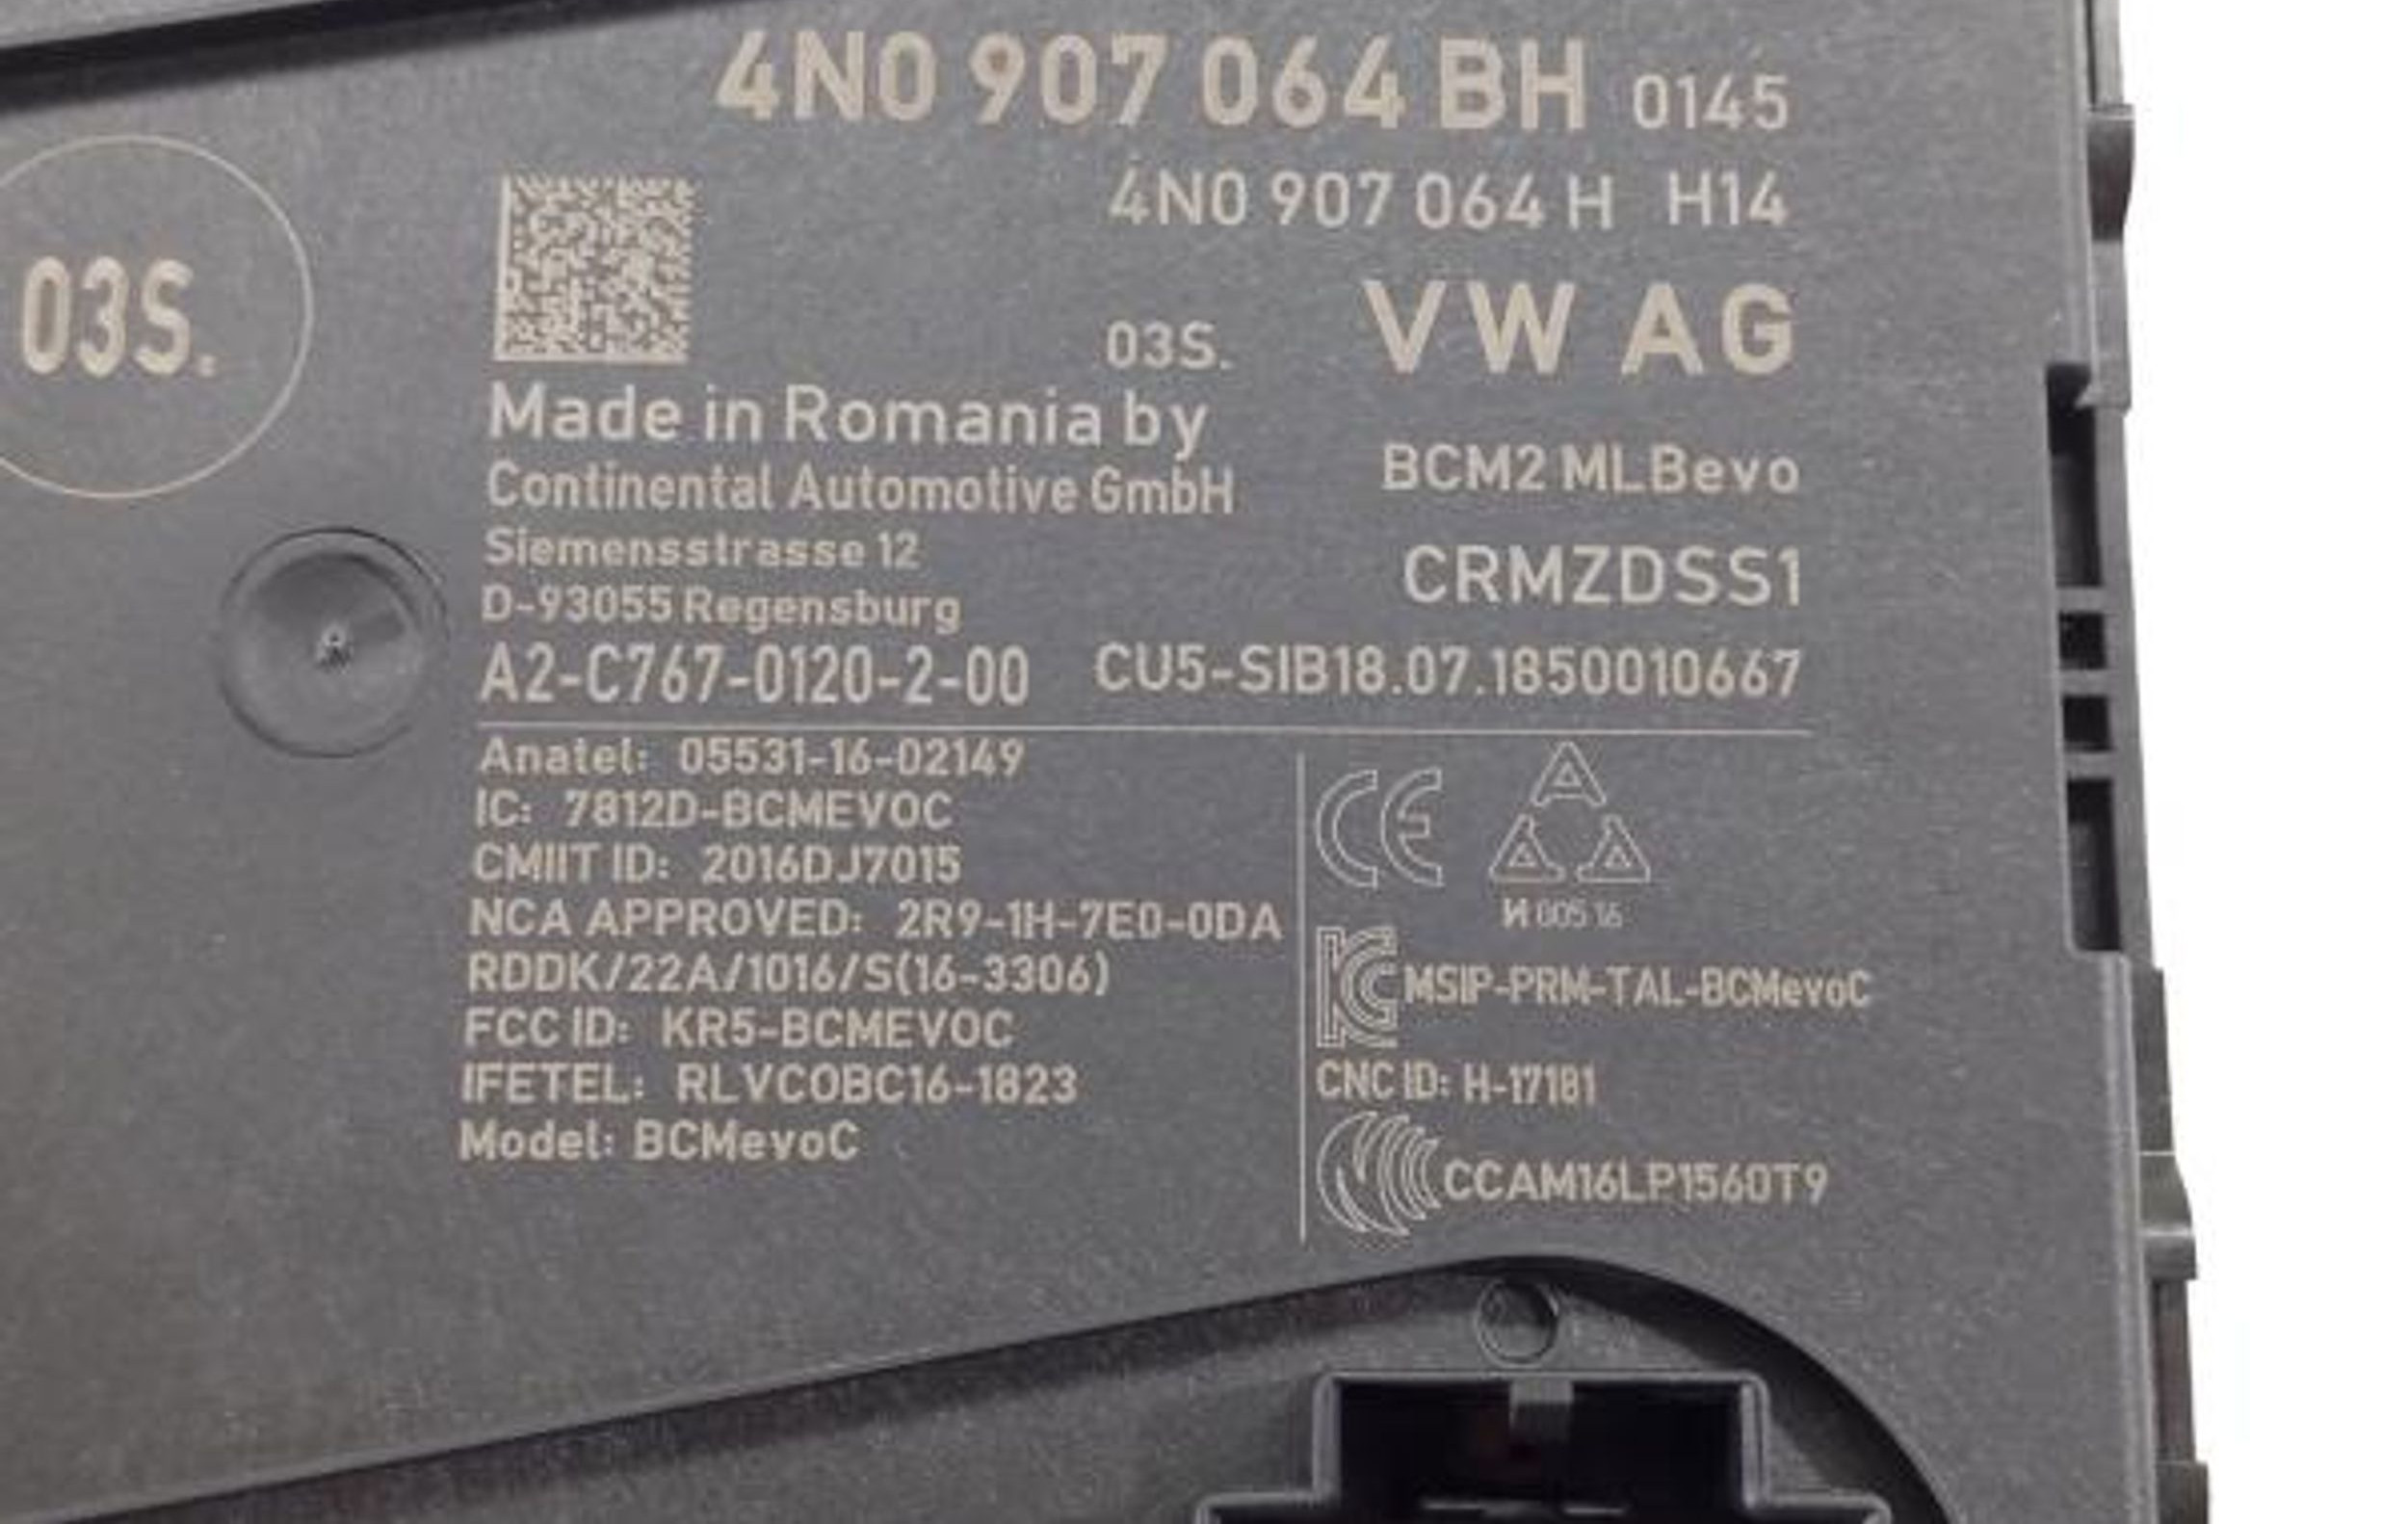 4N0 907 064 BH 0145
4N0 907 064 H H14
03S.
03S. VW AG
Made in Romania by
Continental Automotive GmbH
BCM2 MLBevo
Siemensstrasse 12
D-93055 Regensburg
CRMZDSS1
A2-C767-0120-2-00 CU5-SIB18.07.1850010667
Anatel: 05531-16-02149
IC: 7812D-BCMEVOC
CMIIT ID: 2016DJ7015
NCA APPROVED: 2R9-1H-7E0-0DA
RDDK/22A/1016/S(16-3306)
FCC ID: KR5-BCMEVOC
IFETEL: RLVCOBC16-1823
Model: BCMevoC
CE
И 005 16
MSIP-PRM-TAL-BCMevoC
CNC ID: H-17181
CCAM16LP1560T9